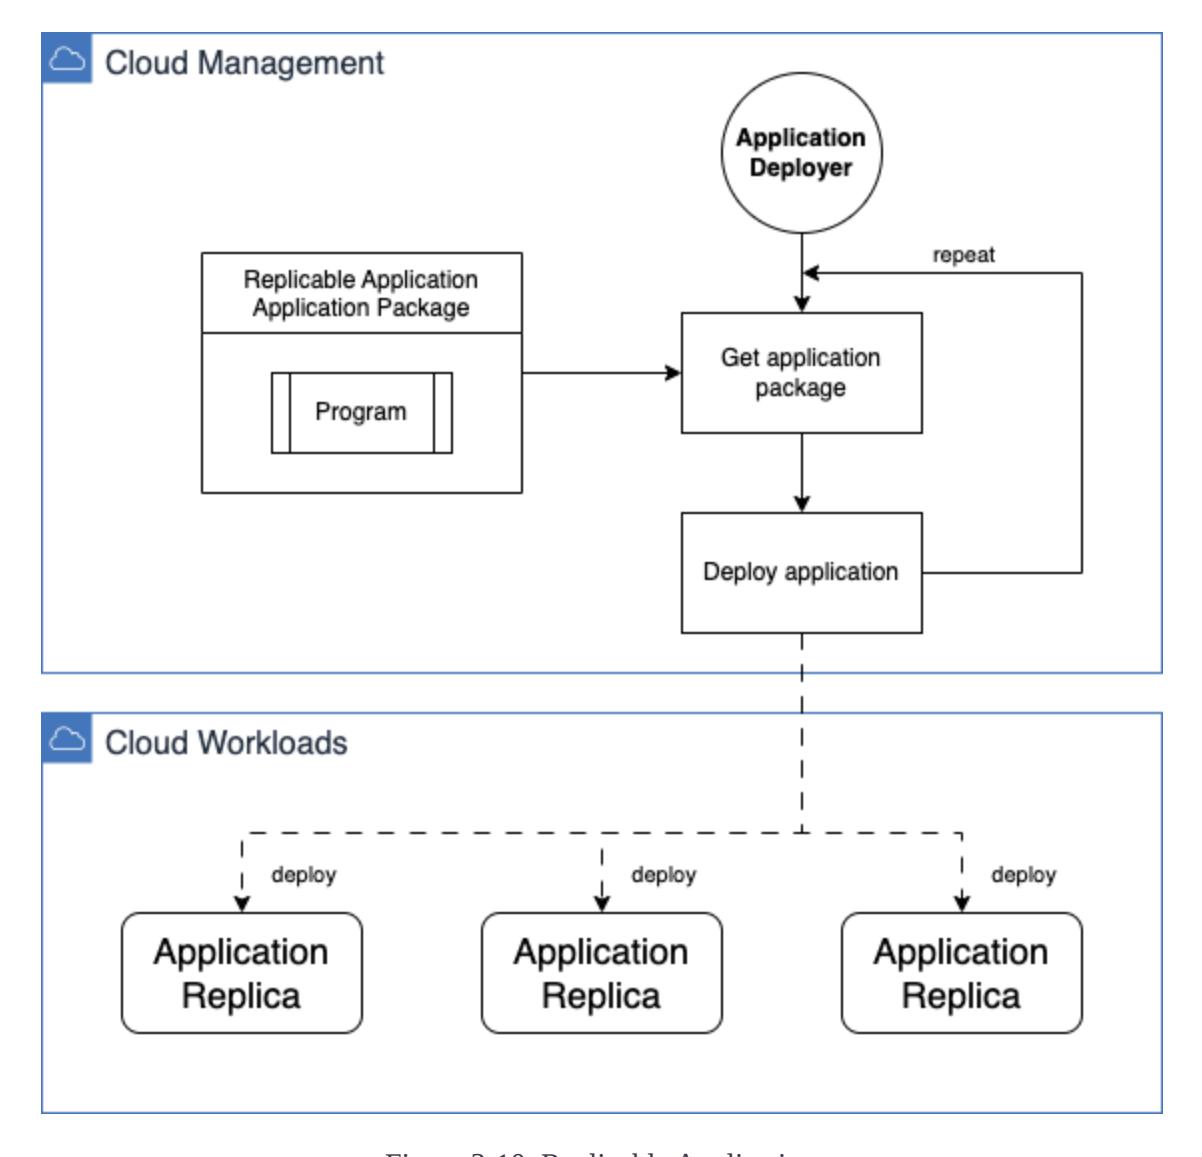 Cloud Management
Application
Deployer
repeat
Replicable Application
Application Package
Get application
package
Program
Deploy application
Cloud Workloads
deploy
deploy
deploy
Application
Replica
Application
Replica
Application
Replica